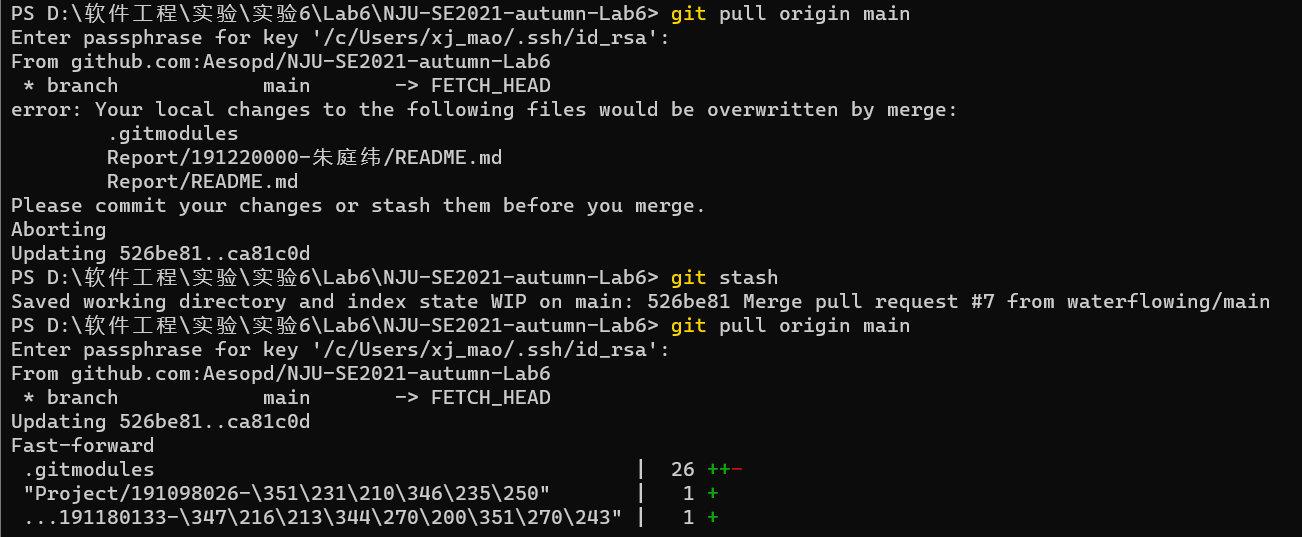 PS D:\软件工程\实验\实验6\Lab6\NJU-SE2021-autumn-Lab6> git pull origin main
Enter passphrase for key '/c/Users/xj_mao/.ssh/id_rsa':
From github.com:Aesopd/NJU-SE2021-autumn-Lab6
 * branch            main       -> FETCH_HEAD
error: Your local changes to the following files would be overwritten by merge:
        .gitmodules
        Report/191220000-朱庭纬/README.md
        Report/README.md
Please commit your changes or stash them before you merge.
Aborting
Updating 526be81..ca81c0d
PS D:\软件工程\实验\实验6\Lab6\NJU-SE2021-autumn-Lab6> git stash
Saved working directory and index state WIP on main: 526be81 Merge pull request #7 from waterflowing/main
PS D:\软件工程\实验\实验6\Lab6\NJU-SE2021-autumn-Lab6> git pull origin main
Enter passphrase for key '/c/Users/xj_mao/.ssh/id_rsa':
From github.com:Aesopd/NJU-SE2021-autumn-Lab6
 * branch            main       -> FETCH_HEAD
Updating 526be81..ca81c0d
Fast-forward
 .gitmodules                                        |  26 ++-
 "Project/191098026-\351\231\210\346\235\250"       |   1 +
 ...191180133-\347\216\213\344\270\200\351\270\243" |   1 +